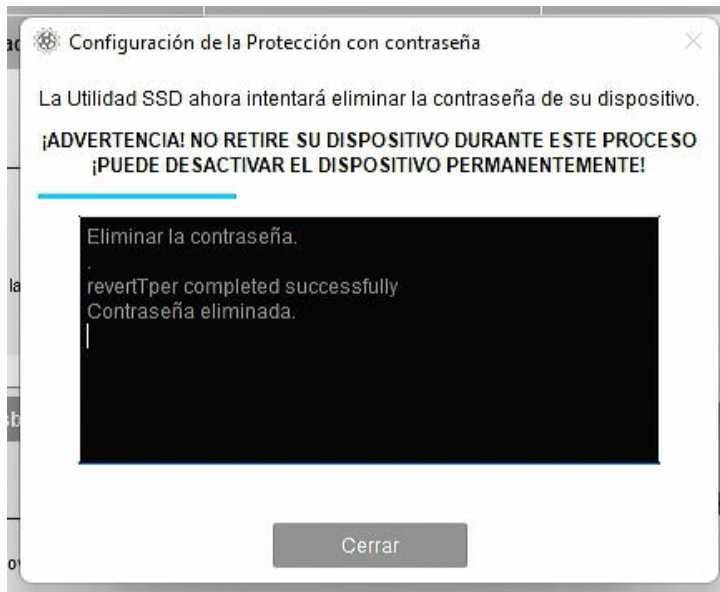 Configuración de la Protección con contraseña
La Utilidad SSD ahora intentará eliminar la contraseña de su dispositivo.
¡ADVERTENCIA! NO RETIRE SU DISPOSITIVO DURANTE ESTE PROCESO
¡PUEDE DESACTIVAR EL DISPOSITIVO PERMANENTEMENTE!
Eliminar la contraseña.
.
revertTper completed successfully
Contraseña eliminada.
la
Cerrar